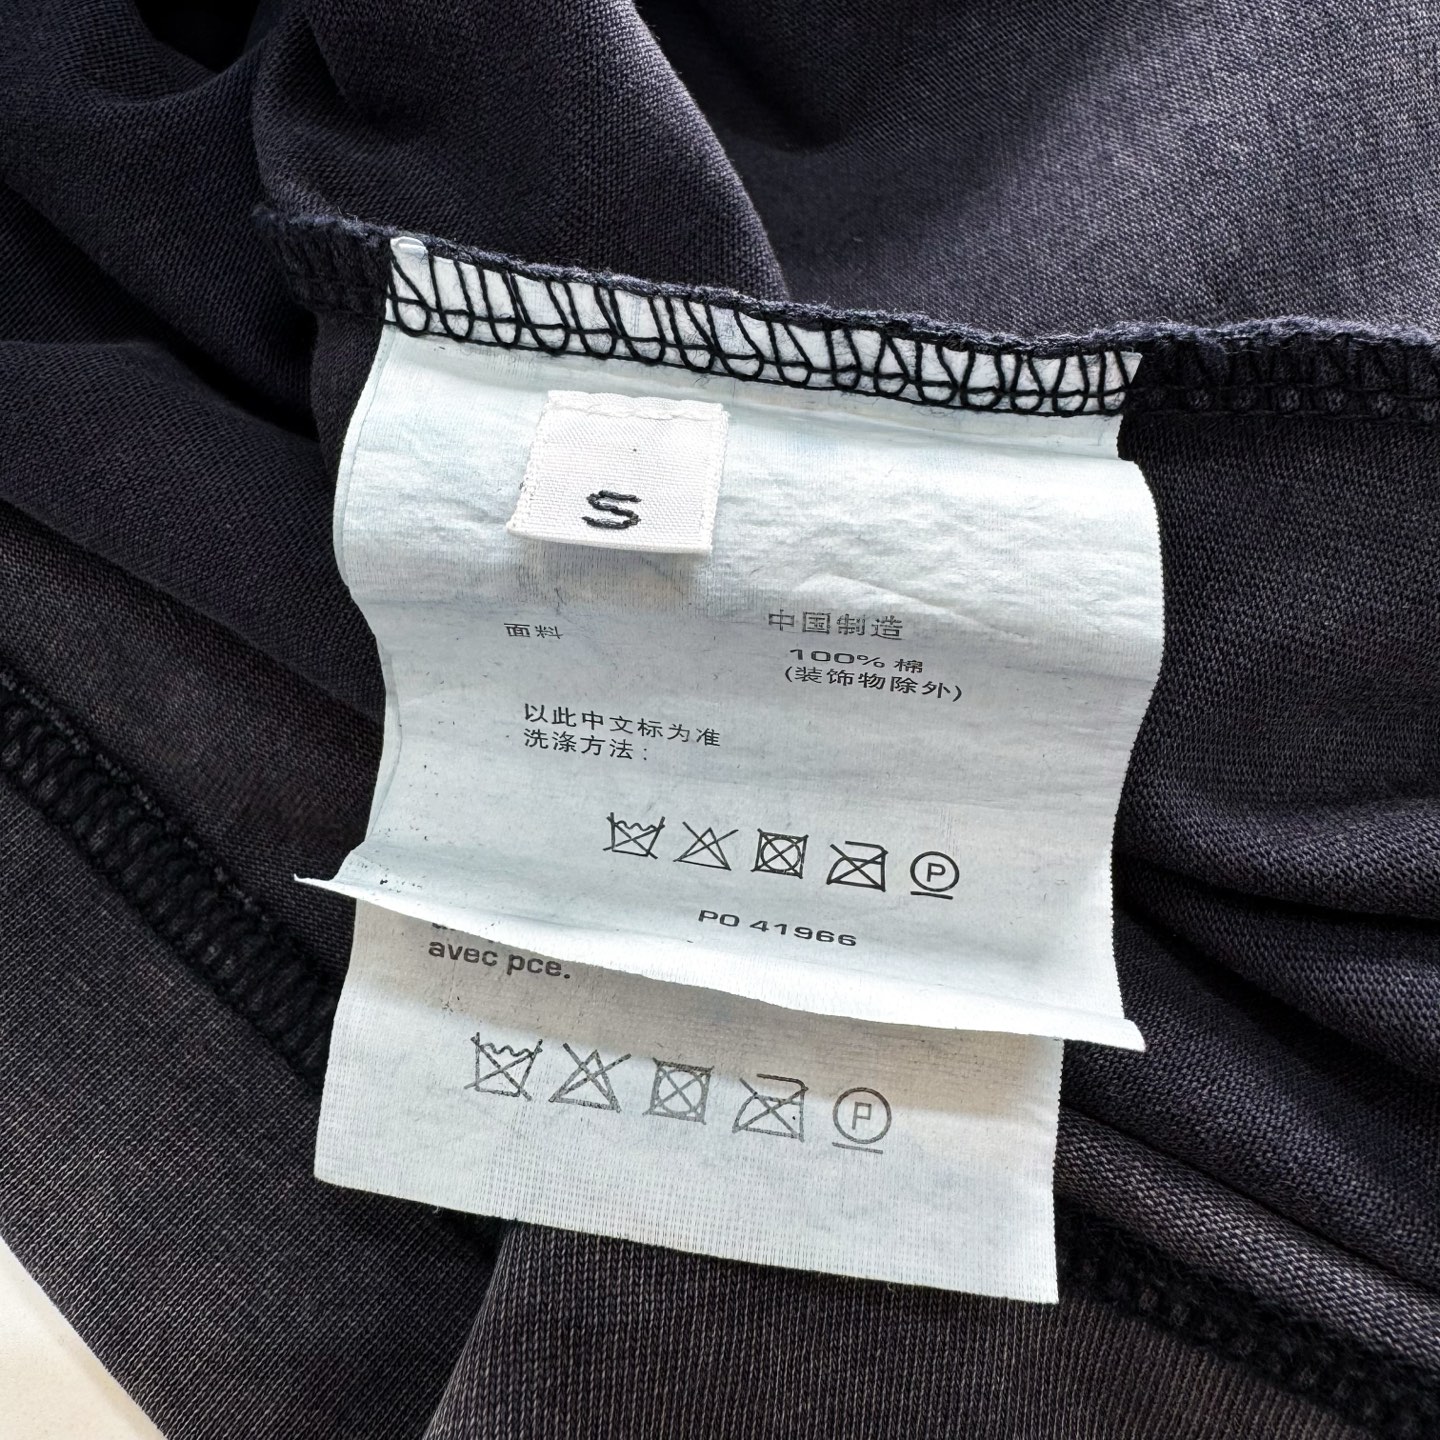 S
中国制造
面料
100% 棉
(装饰物除外)
以此中文标为准
洗涤方法:
P
PO 41966
avec pce.
P